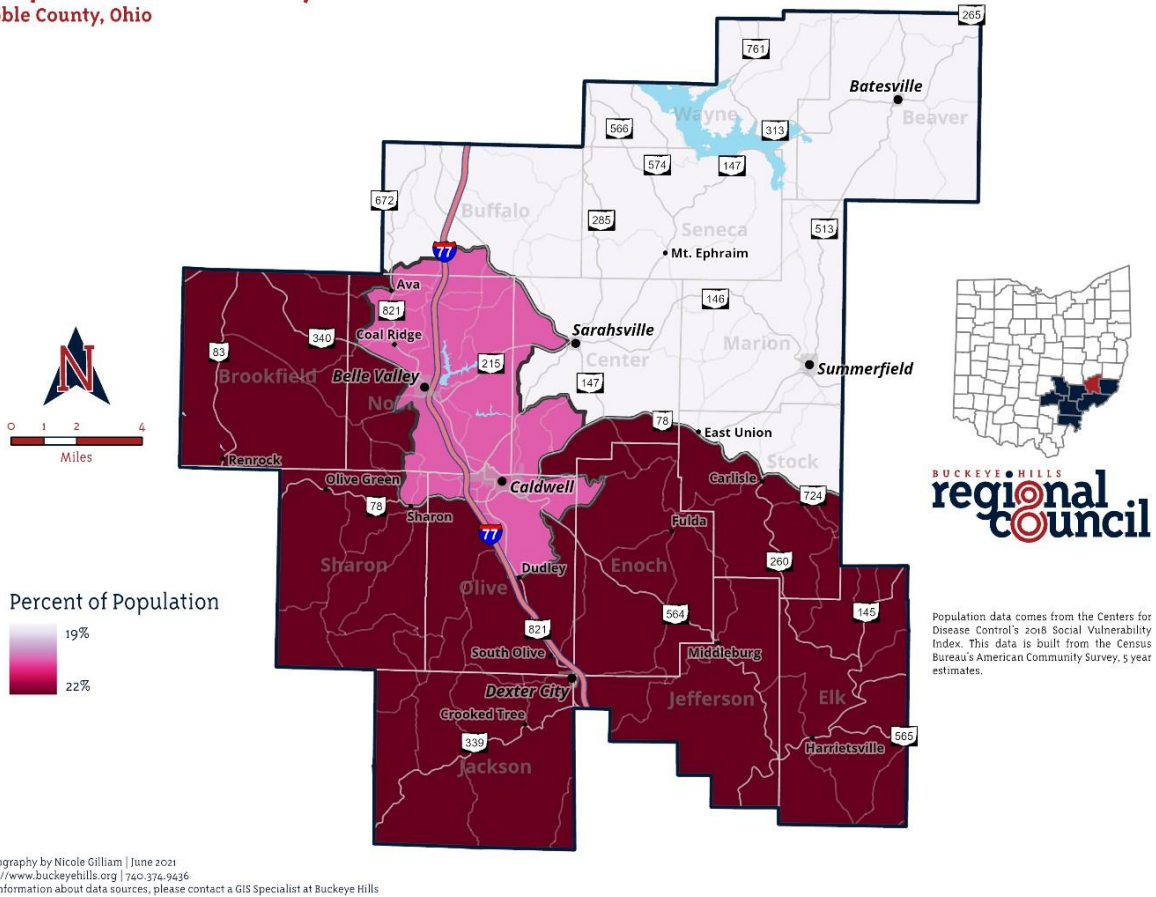 ble County, Ohio
265
761
Batesville
Wayne
Beaver
566
313
574
147
672
Buffalo
285
Seneca
513
77
Mt. Ephraim
Ava
821
146
Coal Ridge
Sarahsville
340
83
215
Center
Marion
Brookfield
Belle Valley
Summerfield
147
N
0 1 2 4
Miles
78
East Union
Stock
Renrock
Olive Green
Caldwell
Carlisle
724
78
Sharon
Fulda
77
Sharon
Dudley
Enoch
260
Olive
564
145
821
South Olive
Middleburg
Dexter City
Jefferson
Elk
Crooked Tree
339
Harrietsville
565
Jackson
BUCKEYE • HILLS
regional
council
Percent of Population
19%
22%
Population data comes from the Centers for
Disease Control's 2018 Social Vulnerability
Index. This data is built from the Census
Bureau's American Community Survey, 5 year
estimates.
ography by Nicole Gilliam | June 2021
//www.buckeyehills.org | 740.374.9436
nformation about data sources, please contact a GIS Specialist at Buckeye Hills